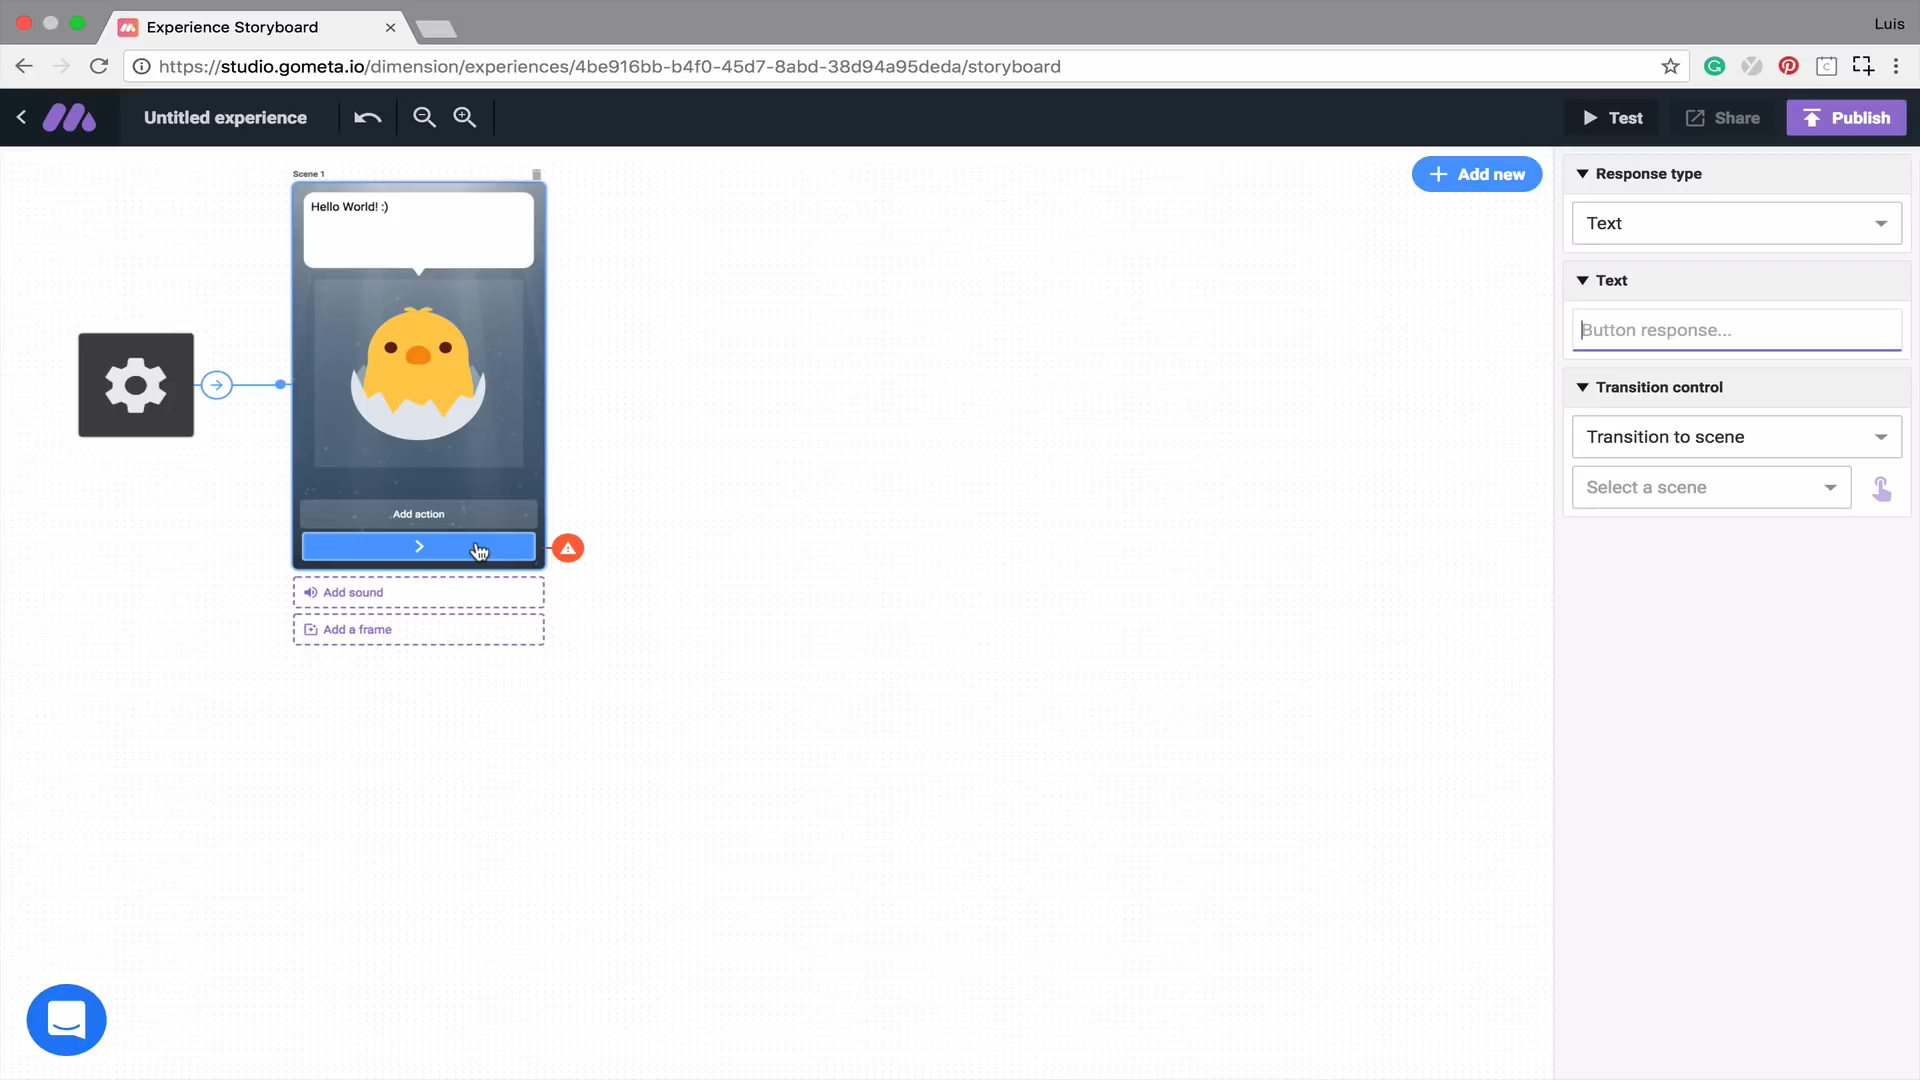 Experience Storyboard
Luis
https://studio.gometa.io/dimension/experiences/4be916bb-b4f0-45d7-8abd-38d94a95deda/storyboard
Untitled experience
Test
Share
Publish
Scene 1
Add new
Hello World! :)
Add action
Add sound
Add a frame
Response type
Text
Text
Button response...
Transition control
Transition to scene
Select a scene